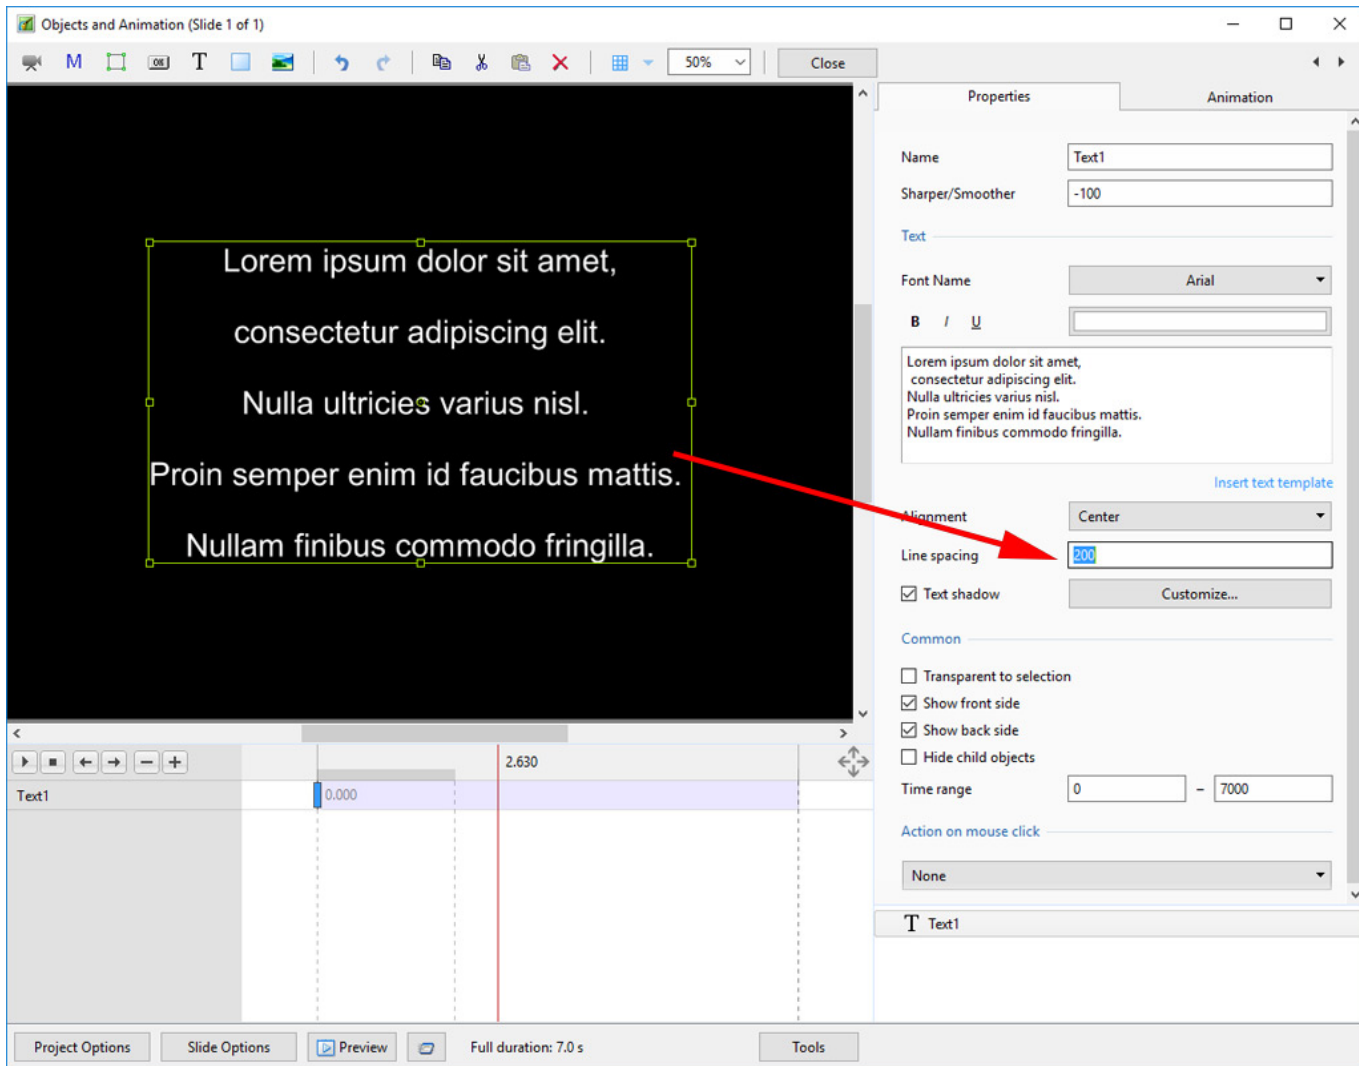 Objects and Animation (Slide 1 of 1)
M OK T 50% Close
Properties Animation
Name Text1
Sharper/Smoother -100
Text
Font Name Arial
B I U
Lorem ipsum dolor sit amet,
consectetur adipiscing elit.
Nulla ultricies varius nisl.
Proin semper enim id faucibus mattis.
Nullam finibus commodo fringilla.
Insert text template
Alignment Center
Line spacing 200
Text shadow Customize...
Common
Transparent to selection
Show front side
Show back side
Hide child objects
Time range 0 – 7000
Action on mouse click
None
T Text1
Lorem ipsum dolor sit amet,
consectetur adipiscing elit.
Nulla ultricies varius nisl.
Proin semper enim id faucibus mattis.
Nullam finibus commodo fringilla.
2.630
Text1 0.000
Project Options Slide Options Preview Full duration: 7.0 s Tools